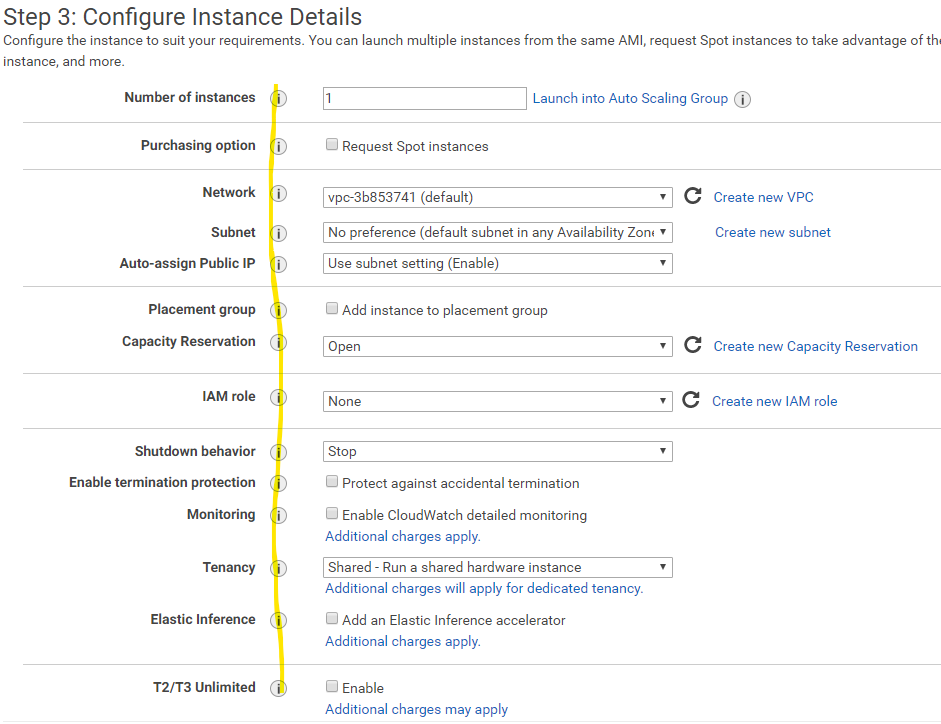 Step 3: Configure Instance Details
Configure the instance to suit your requirements. You can launch multiple instances from the same AMI, request Spot instances to take advantage of the
instance, and more.
Number of instances i 1 Launch into Auto Scaling Group i
Purchasing option i Request Spot instances
Network i vpc-3b853741 (default) Create new VPC
Subnet i No preference (default subnet in any Availability Zone Create new subnet
Auto-assign Public IP i Use subnet setting (Enable)
Placement group i Add instance to placement group
Capacity Reservation i Open Create new Capacity Reservation
IAM role i None Create new IAM role
Shutdown behavior i Stop
Enable termination protection i Protect against accidental termination
Monitoring i Enable CloudWatch detailed monitoring
Additional charges apply.
Tenancy i Shared - Run a shared hardware instance
Additional charges will apply for dedicated tenancy.
Elastic Inference i Add an Elastic Inference accelerator
Additional charges apply.
T2/T3 Unlimited i Enable
Additional charges may apply